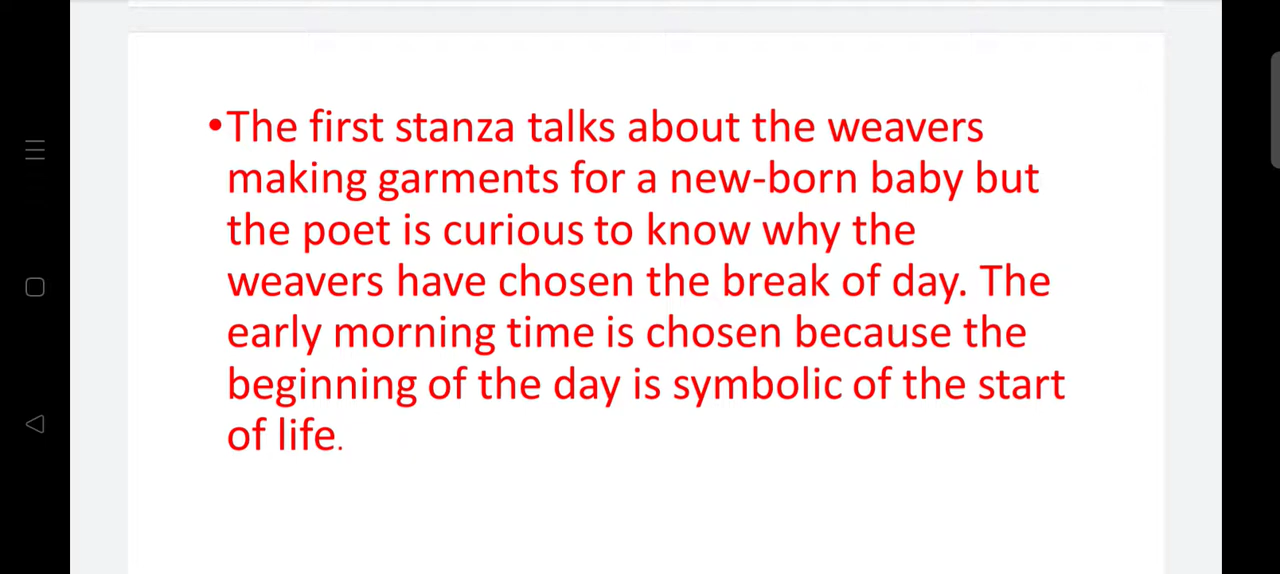 •The first stanza talks about the weavers
making garments for a new-born baby but
the poet is curious to know why the
weavers have chosen the break of day. The
early morning time is chosen because the
beginning of the day is symbolic of the start
of life.